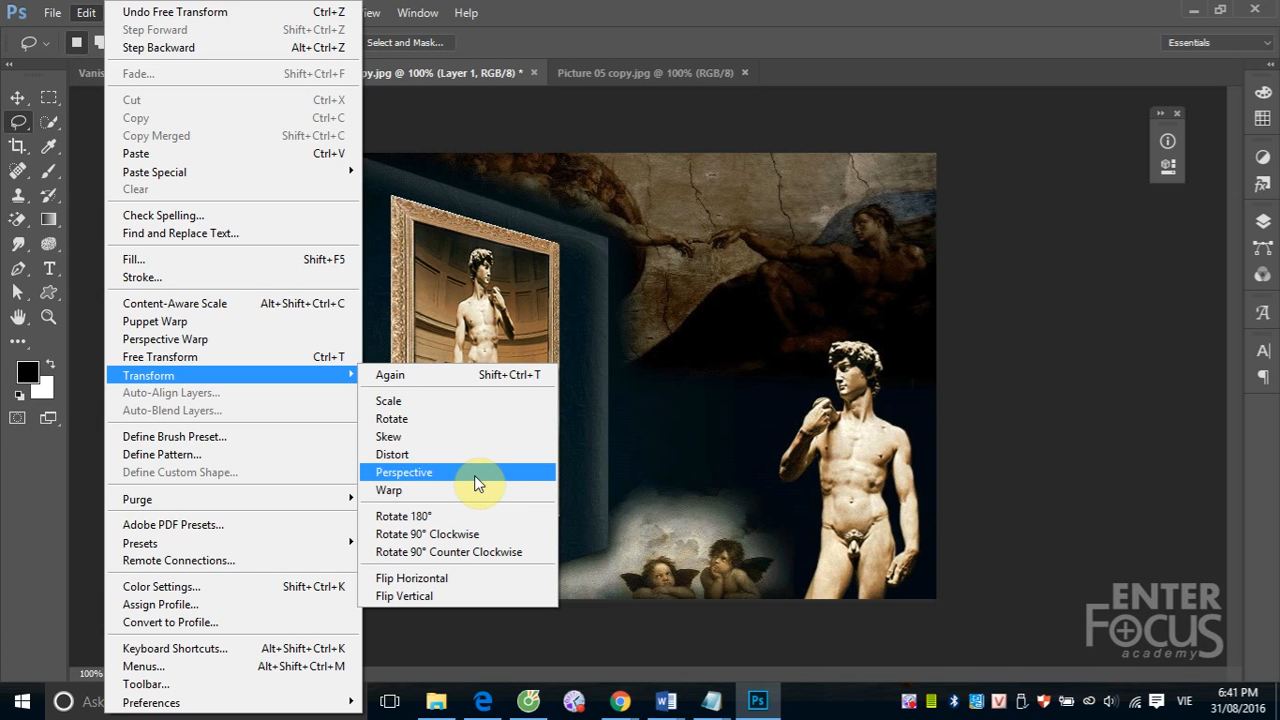 Ps File Edit View Window Help
Select and Mask... Essentials
Vanis py.jpg @ 100% (Layer 1, RGB/8) * × Picture 05 copy.jpg @ 100% (RGB/8) ×
Undo Free Transform Ctrl+Z
Step Forward Shift+Ctrl+Z
Step Backward Alt+Ctrl+Z
Fade... Shift+Ctrl+F
Cut Ctrl+X
Copy Ctrl+C
Copy Merged Shift+Ctrl+C
Paste Ctrl+V
Paste Special
Clear
Check Spelling...
Find and Replace Text...
Fill... Shift+F5
Stroke...
Content-Aware Scale Alt+Shift+Ctrl+C
Puppet Warp
Perspective Warp
Free Transform Ctrl+T
Transform
Auto-Align Layers...
Auto-Blend Layers...
Define Brush Preset...
Define Pattern...
Define Custom Shape...
Purge
Adobe PDF Presets...
Presets
Remote Connections...
Color Settings... Shift+Ctrl+K
Assign Profile...
Convert to Profile...
Keyboard Shortcuts... Alt+Shift+Ctrl+K
Menus... Alt+Shift+Ctrl+M
Toolbar...
Preferences
Again Shift+Ctrl+T
Scale
Rotate
Skew
Distort
Perspective
Warp
Rotate 180°
Rotate 90° Clockwise
Rotate 90° Counter Clockwise
Flip Horizontal
Flip Vertical
ENTER
FOCUS
academy
100%
Ask
VIE
6:41 PM
31/08/2016